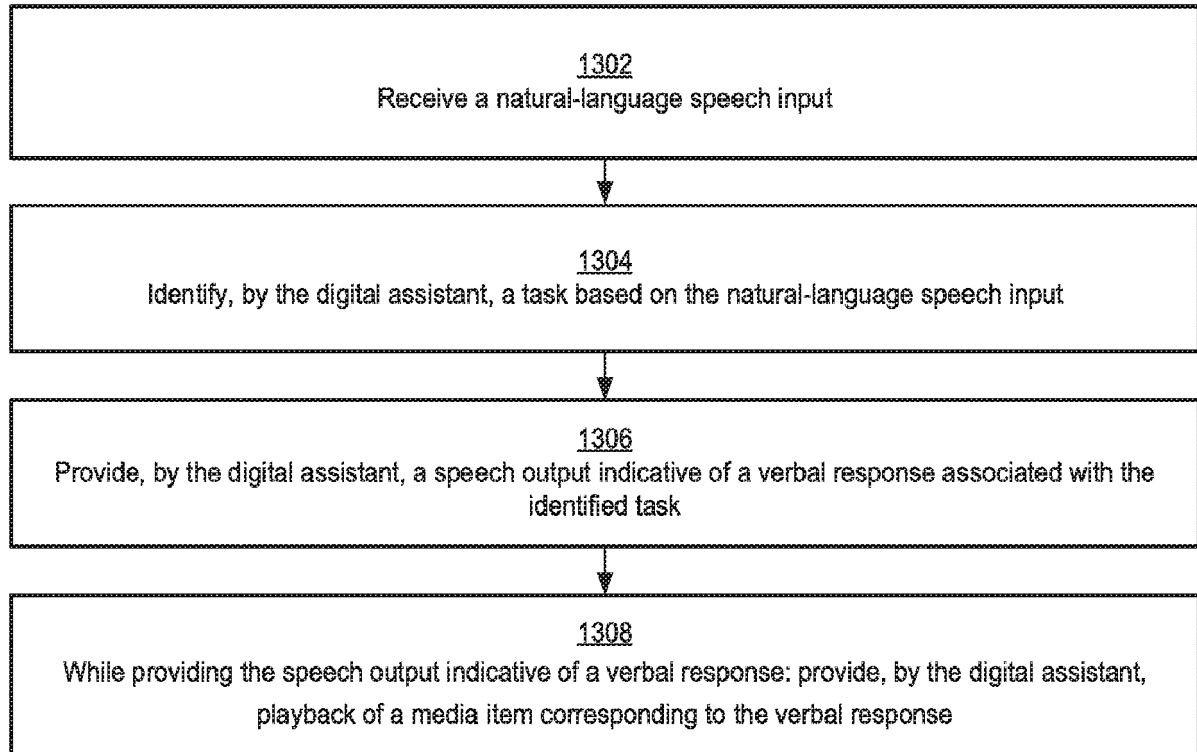 1302
Receive a natural-language speech input
1304
Identify, by the digital assistant, a task based on the natural-language speech input
1306
Provide, by the digital assistant, a speech output indicative of a verbal response associated with the
identified task
1308
While providing the speech output indicative of a verbal response: provide, by the digital assistant,
playback of a media item corresponding to the verbal response